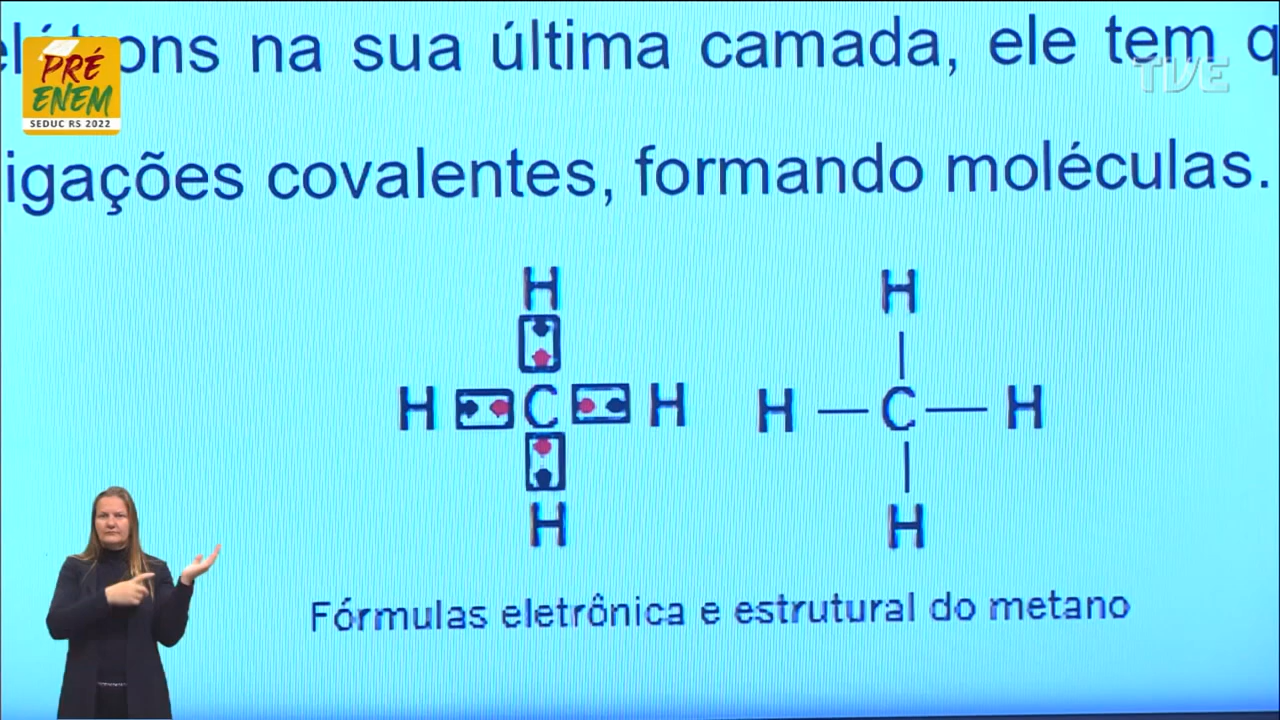 na sua última camada, ele tem
igações covalentes, formando moléculas.
PRÉ
ENEM
SEDUC RS 2022
TVE
H
H C H
H
H
H — C — H
H
Fórmulas eletrônica e estrutural do metano